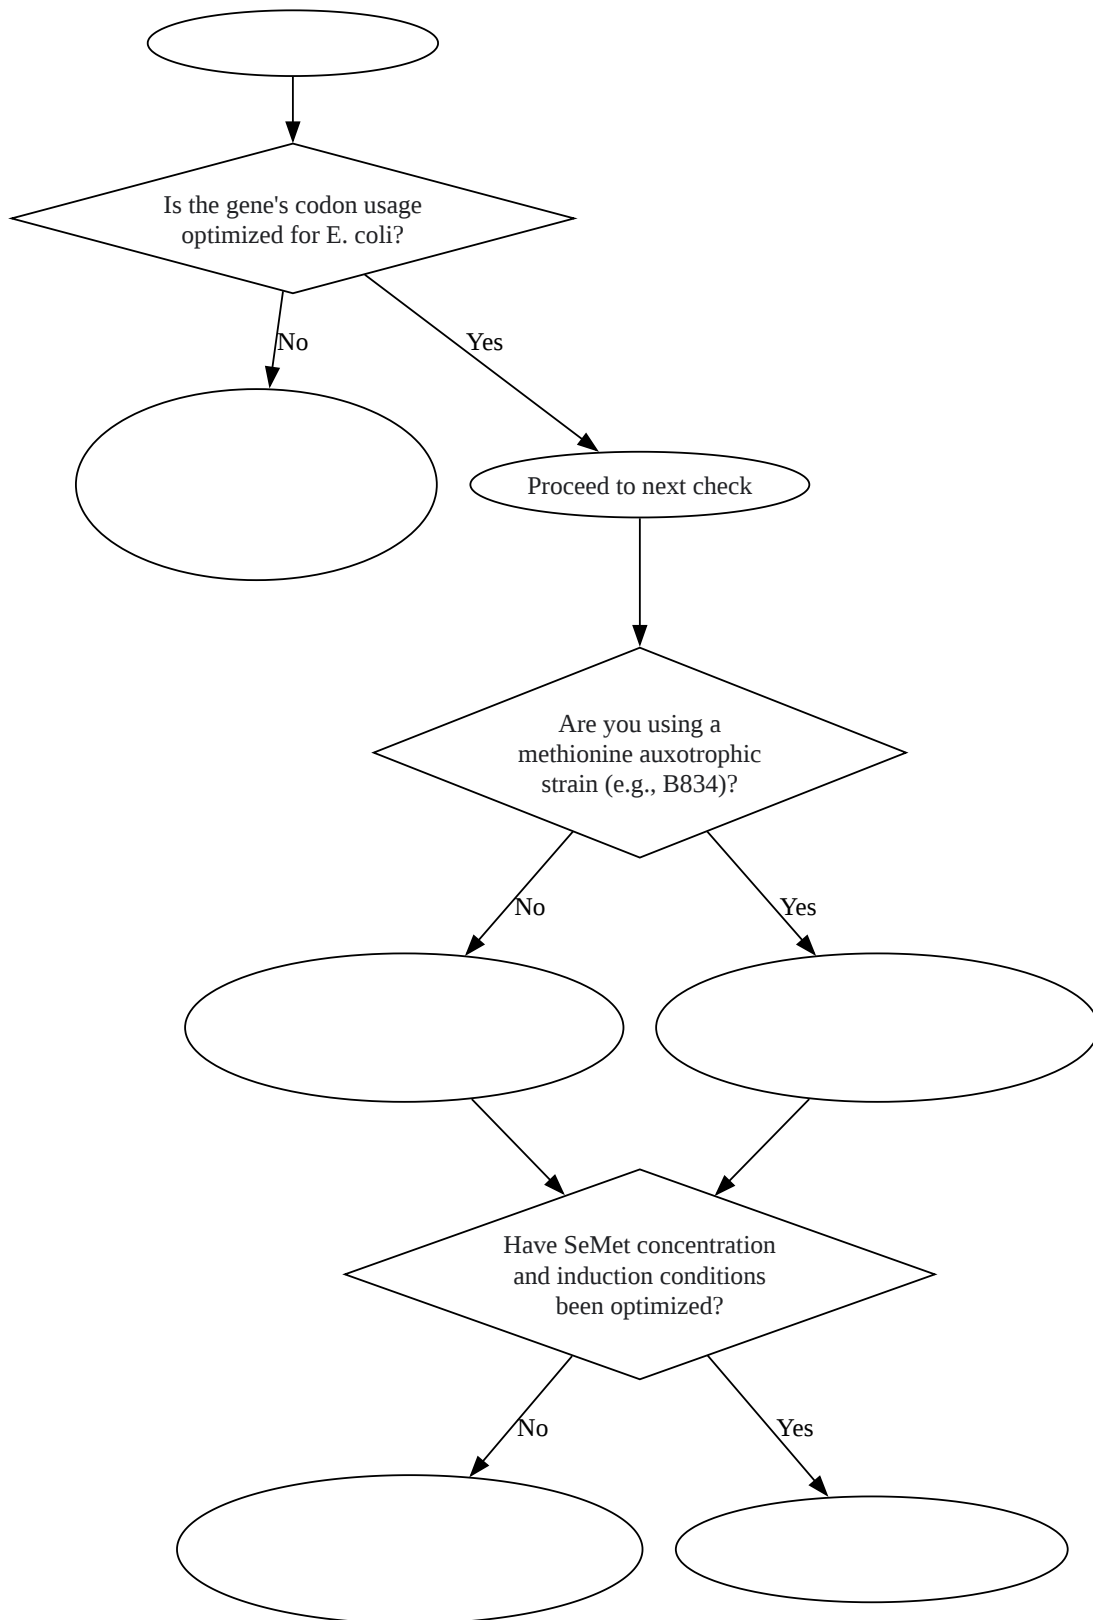 Is the gene's codon usage
optimized for E. coli?
No
Yes
Proceed to next check
Are you using a
methionine auxotrophic
strain (e.g., B834)?
No
Yes
Have SeMet concentration
and induction conditions
been optimized?
No
Yes